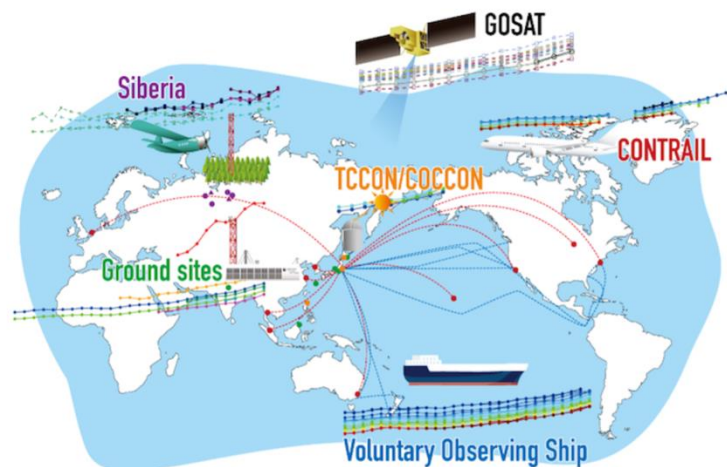 GOSAT
Siberia
CONTRAIL
TCCON/COCCON
Ground sites
Voluntary Observing Ship